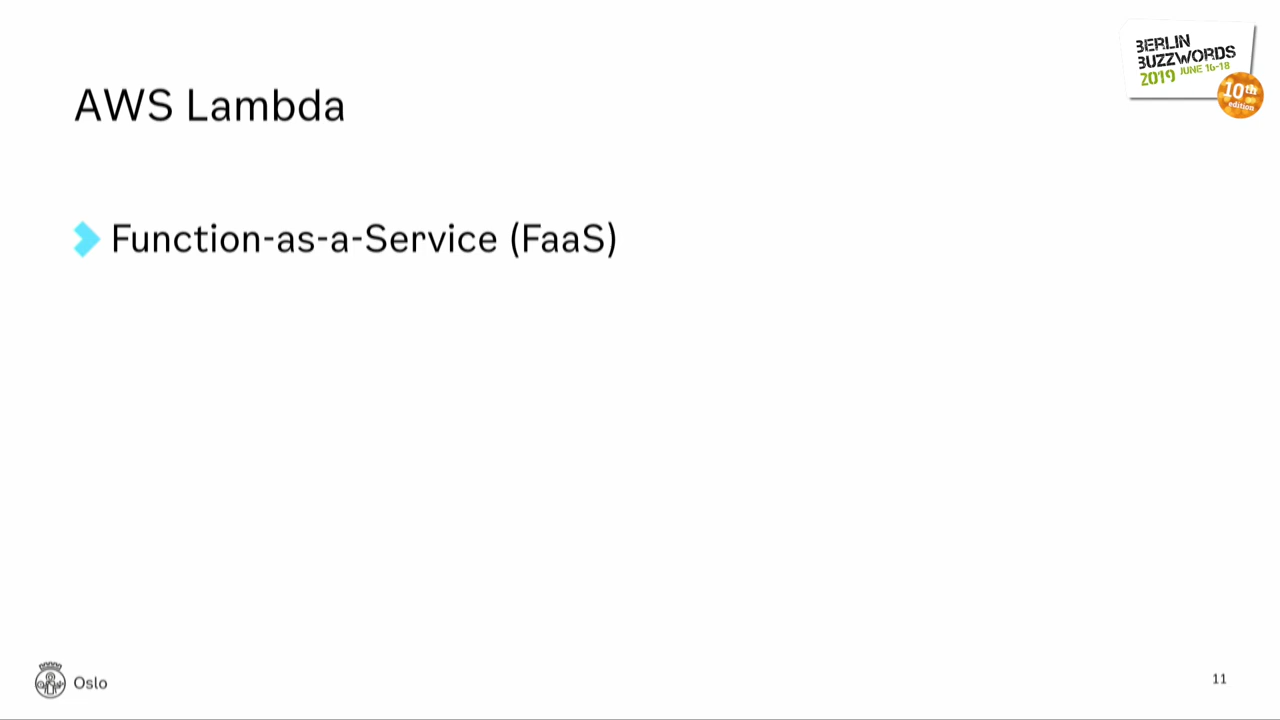 BERLIN
BUZZWORDS
2019 JUNE 16-18
10th
edition
AWS Lambda
Function-as-a-Service (FaaS)
Oslo
11